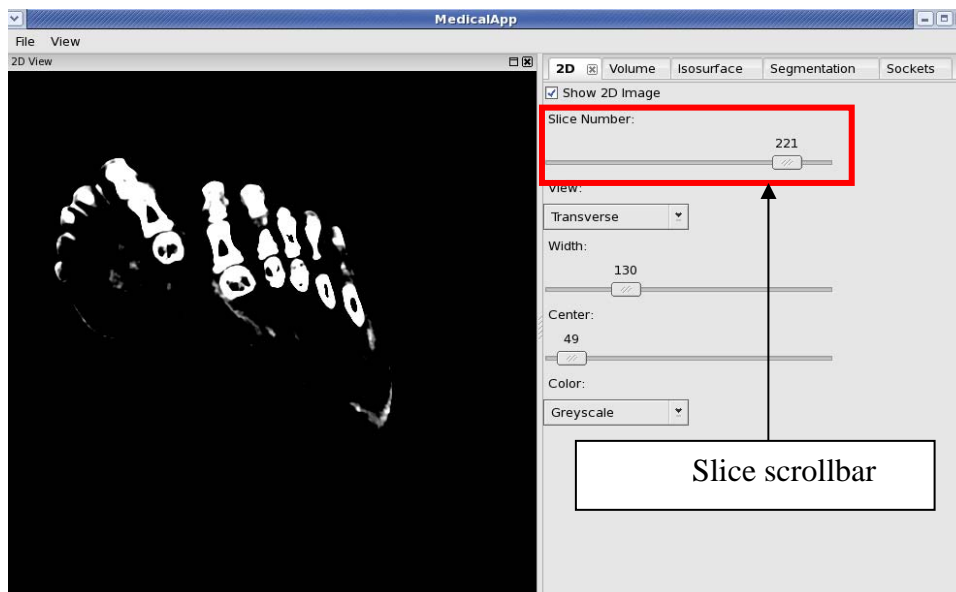 MedicalApp
File View
2D View
2D Volume Isosurface Segmentation Sockets
Show 2D Image
Slice Number:
221
View:
Transverse
Width:
130
Center:
49
Color:
Greyscale
Slice scrollbar